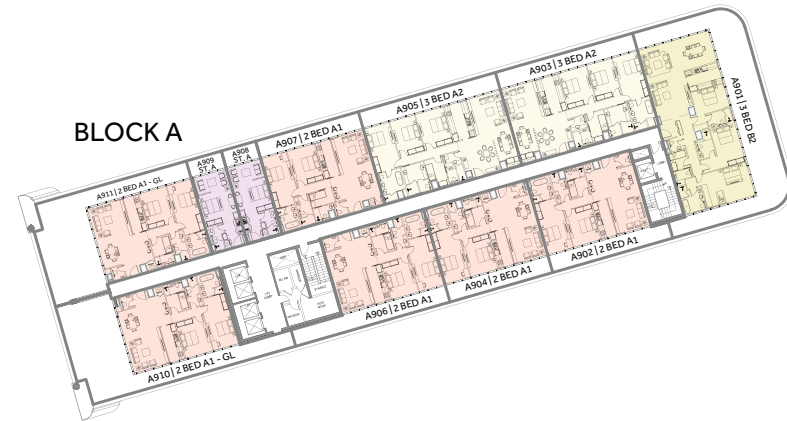 BLOCK A
A911 | 2 BED A1 - GL
A909
ST. A
A908
ST. A
A907 | 2 BED A1
A905 | 3 BED A2
A903 | 3 BED A2
A901 | 3 BED B2
A910 | 2 BED A1 - GL
A906 | 2 BED A1
A904 | 2 BED A1
A902 | 2 BED A1